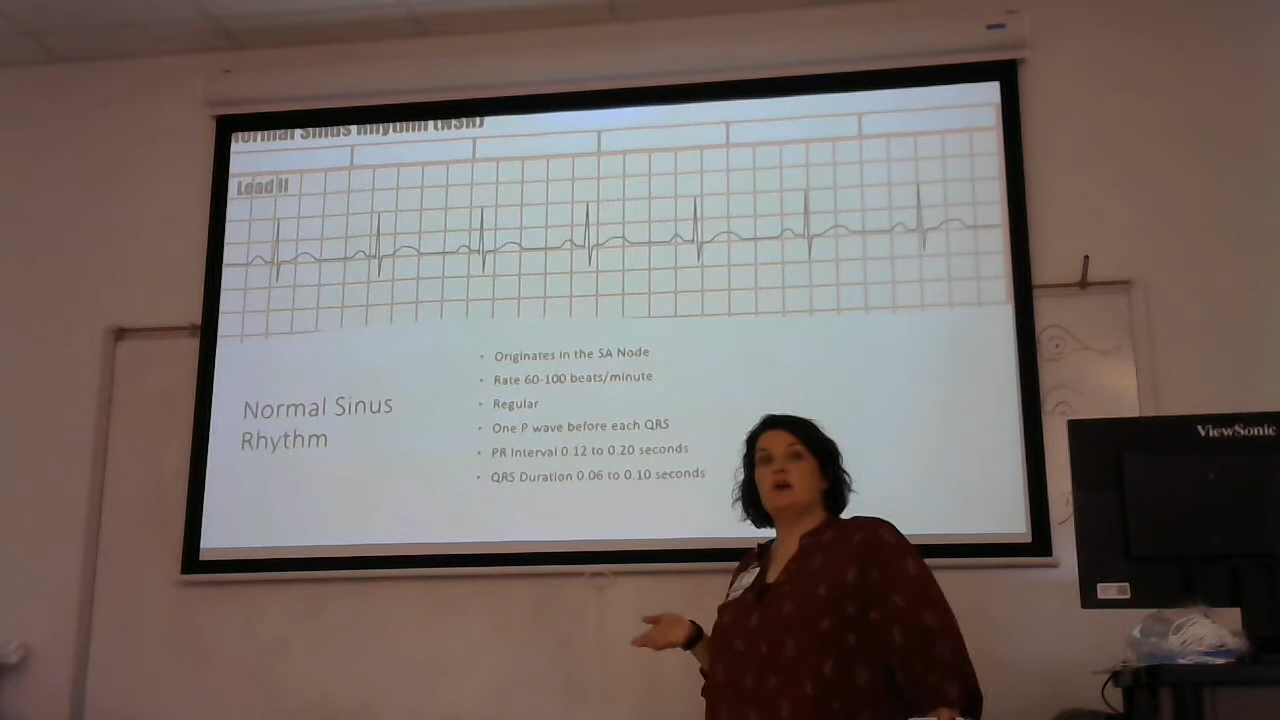 Normal Sinus Rhythm (NSR)
Lead II
Normal Sinus
Rhythm
• Originates in the SA Node
• Rate 60-100 beats/minute
• Regular
• One P wave before each QRS
• PR Interval 0.12 to 0.20 seconds
• QRS Duration 0.06 to 0.10 seconds
ViewSonic